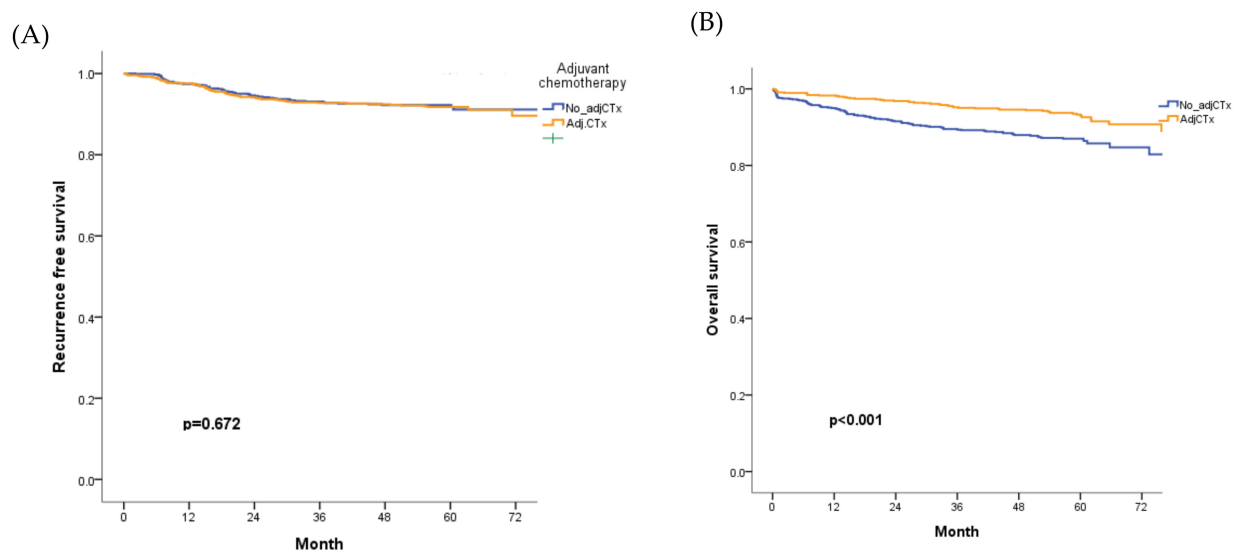 (A)
Adjuvant
chemotherapy
No_adjCTx
Adj.CTx
1.0
0.8
0.6
0.4
0.2
0.0
Recurrence free survival
p=0.672
0 12 24 36 48 60 72
Month
(B)
No_adjCTx
AdjCTx
1.0
0.8
0.6
0.4
0.2
0.0
Overall survival
p<0.001
0 12 24 36 48 60 72
Month